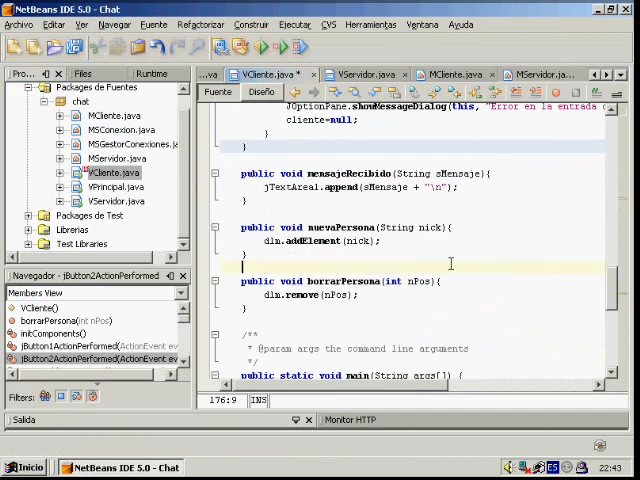 NetBeans IDE 5.0 - Chat
Archivo Editar Ver Navegar Fuente Refactorizar Construir Ejecutar CVS Herramientas Ventana Ayuda
Pro... Files Runtime
...va VCliente.java * VServidor.java MCliente.java MServidor.ja...
Fuente Diseño
Paquetes de Fuentes
chat
MCliente.java
MSConexion.java
MSGestorConexiones.j
MServidor.java
VCliente.java
VPrincipal.java
VServidor.java
Paquetes de Test
Librerias
Test Libraries
Navegador - jButton2ActionPerformed
Members View
VCliente()
borrarPersona(int nPos)
initComponents()
jButton1ActionPerformed(ActionEvent ev
jButton2ActionPerformed(ActionEvent ev
Filters:
JOptionPane.showMessageDialog(this, "Error en la entrada
cliente=null;
}
}
public void mensajeRecibido(String sMensaje){
jTextArea1.append(sMensaje + "\n");
}
public void nuevaPersona(String nick){
dlm.addElement(nick);
}
public void borrarPersona(int nPos){
dlm.remove(nPos);
}
/**
* @param args the command line arguments
*/
public static void main(String args[]) {
176:9 INS
Salida Monitor HTTP
Inicio NetBeans IDE 5.0 - Chat ES 22:43